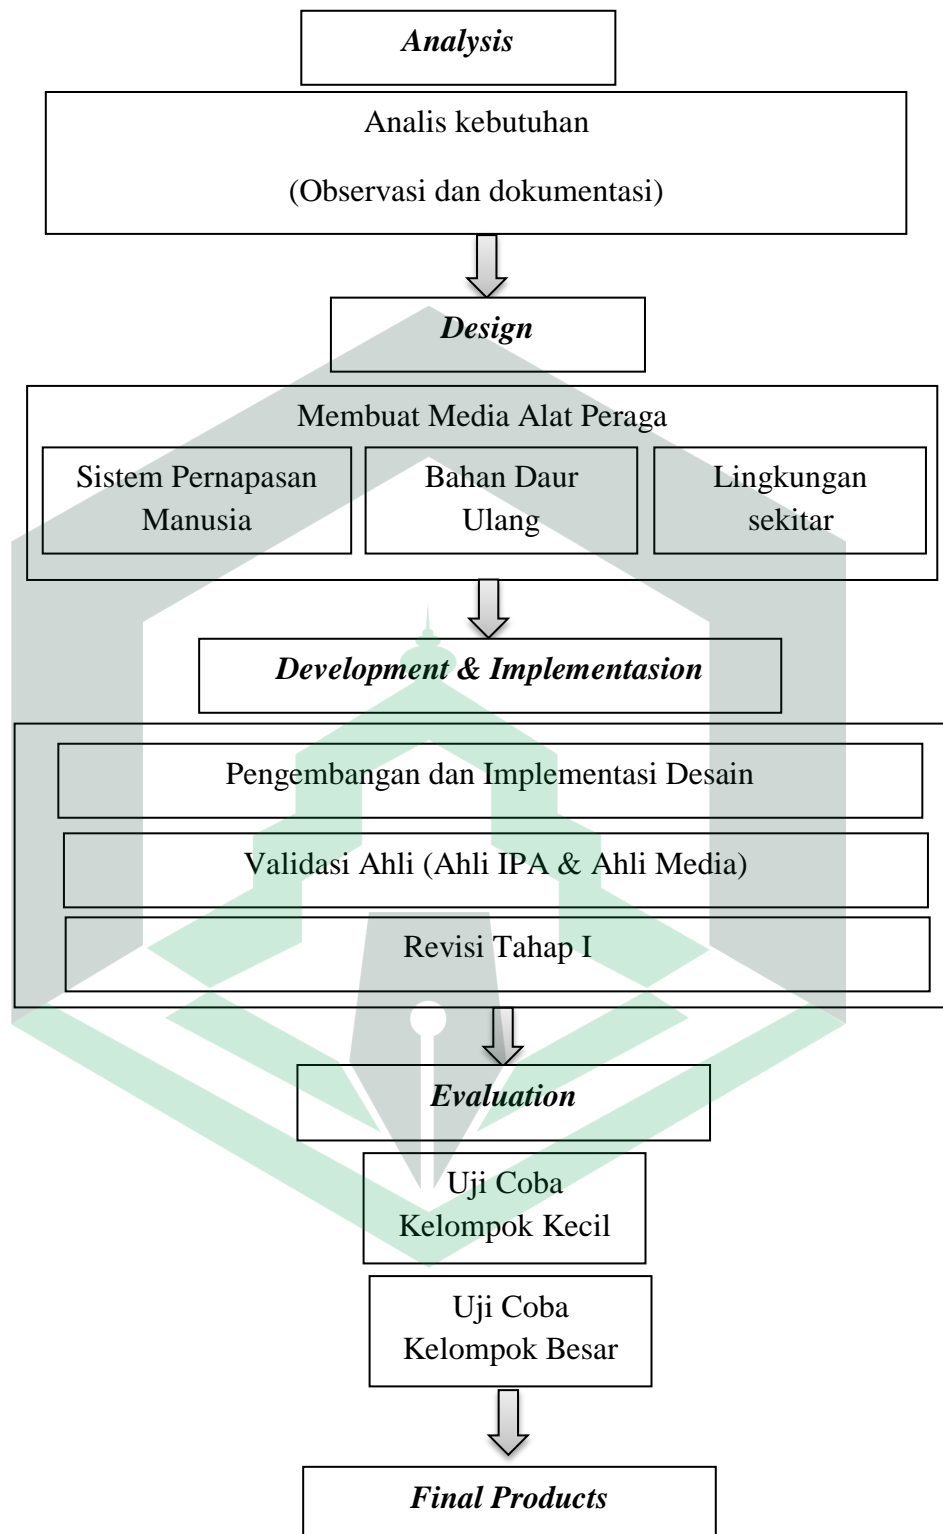 Analysis
Analis kebutuhan
(Observasi dan dokumentasi)
Design
Membuat Media Alat Peraga
Sistem Pernapasan
Manusia
Bahan Daur
Ulang
Lingkungan
sekitar
Development & Implementasion
Pengembangan dan Implementasi Desain
Validasi Ahli (Ahli IPA & Ahli Media)
Revisi Tahap I
Evaluation
Uji Coba
Kelompok Kecil
Uji Coba
Kelompok Besar
Final Products